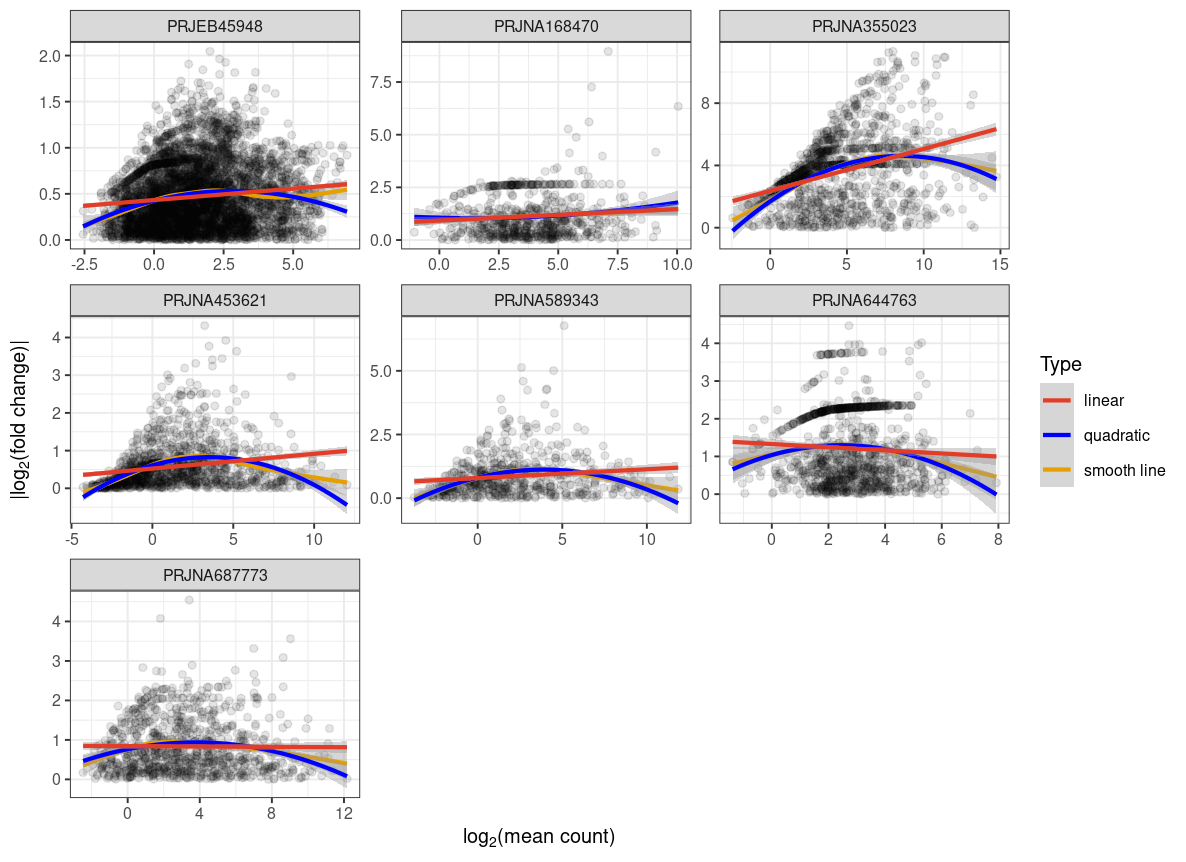 PRJEB45948 PRJNA168470 PRJNA355023
2.0
1.5
1.0
0.5
0.0
7.5
5.0
2.5
0.0
8
4
0
-2.5 0.0 2.5 5.0
0.0 2.5 5.0 7.5 10.0
0 5 10 15
PRJNA453621 PRJNA589343 PRJNA644763
4
3
2
1
0
5.0
2.5
0.0
4
3
2
1
0
-5 0 5 10
0 5 10
0 2 4 6 8
PRJNA687773
4
3
2
1
0
0 4 8 12
|log2(fold change)|
log2(mean count)
Type
linear
quadratic
smooth line